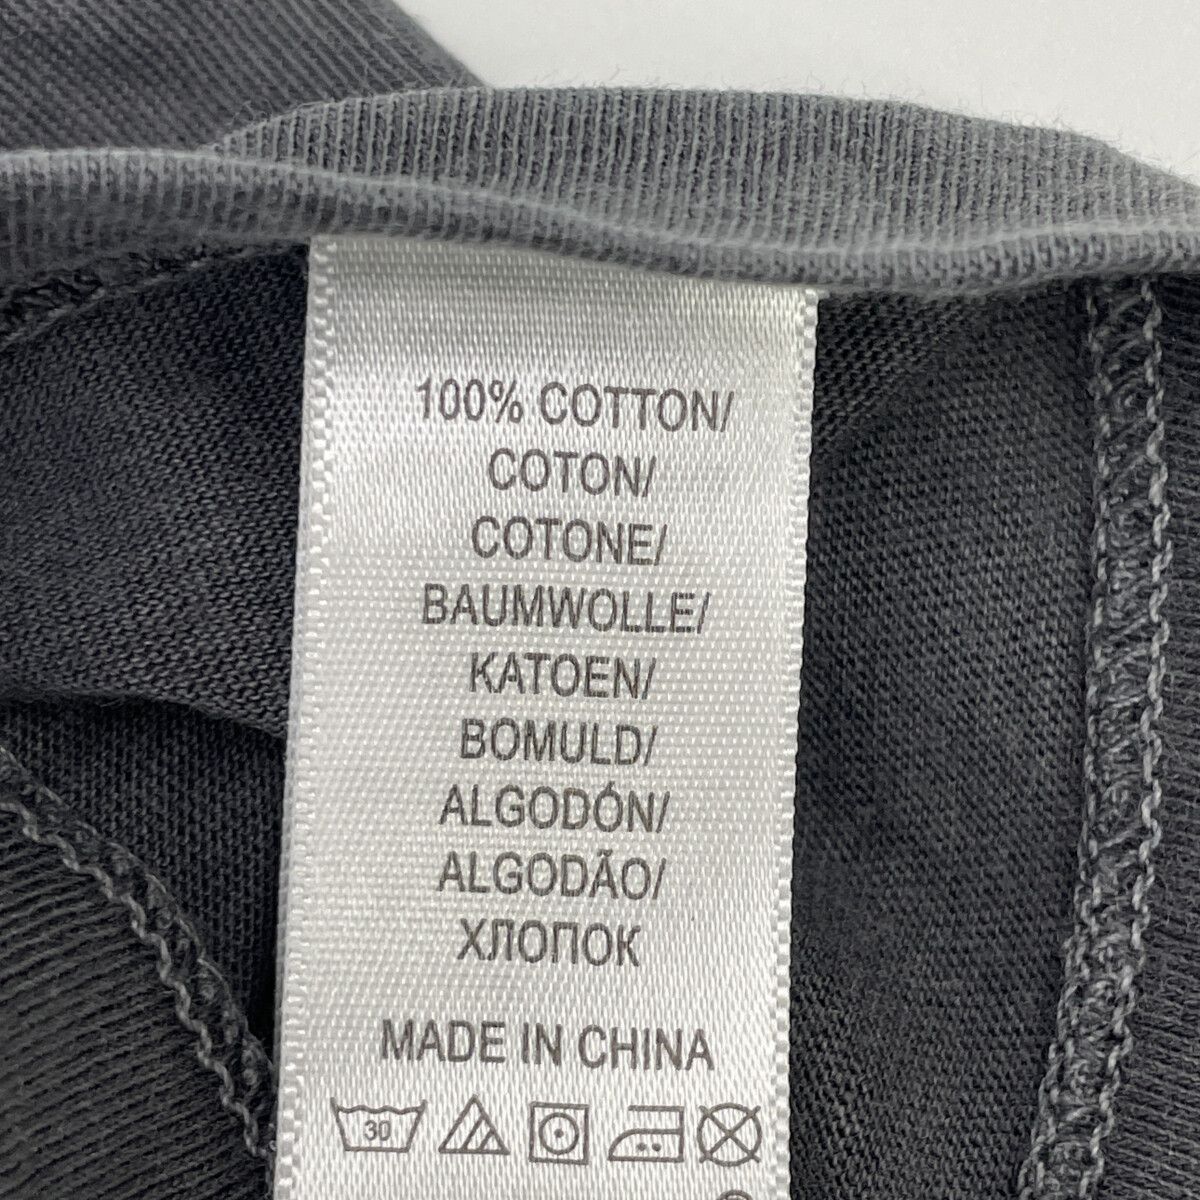 100% COTTON/
COTON/
COTONE/
BAUMWOLLE/
KATOEN/
BOMULD/
ALGODÓN/
ALGODÃO/
ХЛОПОК
MADE IN CHINA
30